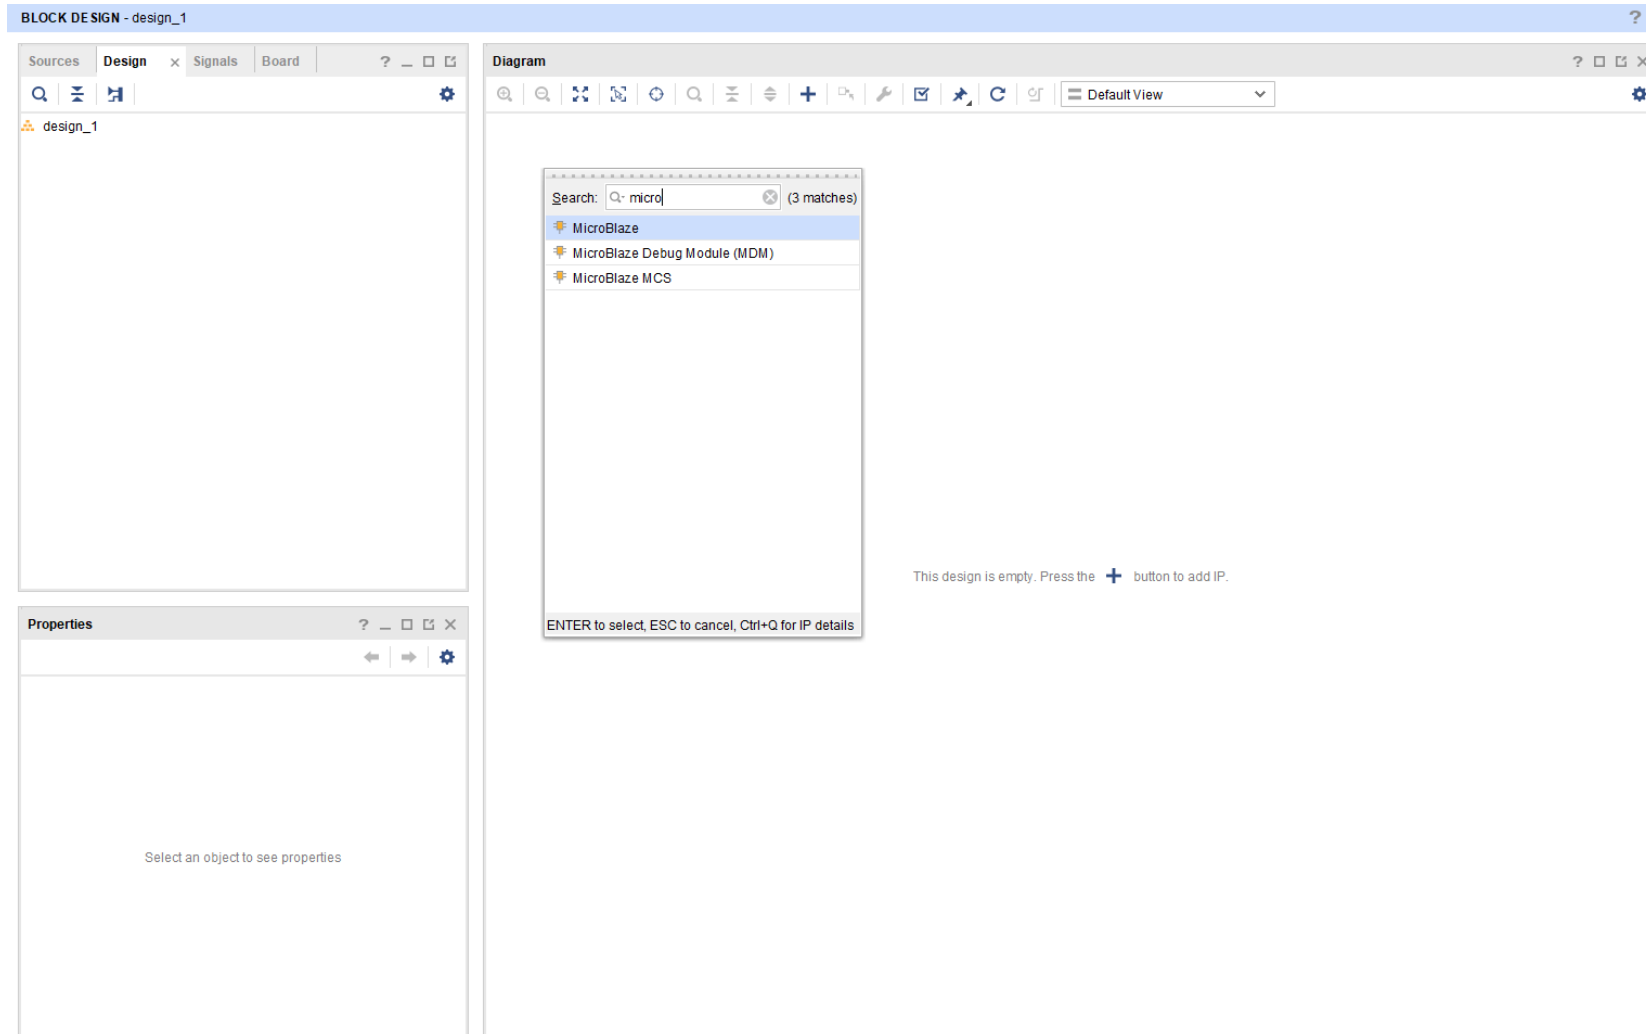 BLOCK DESIGN - design_1
?
Sources Design Signals Board
?
design_1
Properties
?
Select an object to see properties
Diagram
?
Default View
Search: micro (3 matches)
MicroBlaze
MicroBlaze Debug Module (MDM)
MicroBlaze MCS
ENTER to select, ESC to cancel, Ctrl+Q for IP details
This design is empty. Press the + button to add IP.